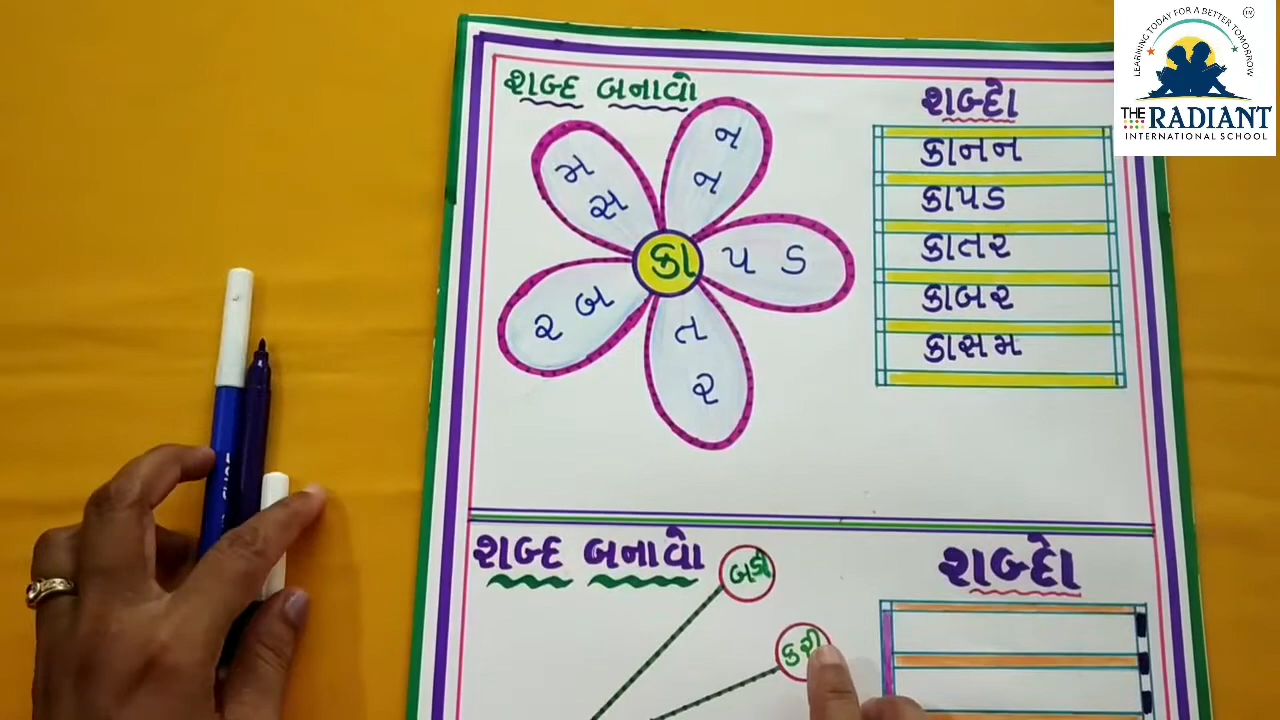 LEARNING TODAY FOR A BETTER TOMORROW
THE RADIANT
INTERNATIONAL SCHOOL
શબ્દ બનાવો
મ
સ
ન
ન
કા
પ ડ
ર બ
ત
ર
શબ્દો
કાનન
કાપડ
કાતર
કાબર
કાસમ
શબ્દ બનાવો
કરી
શબ્દો